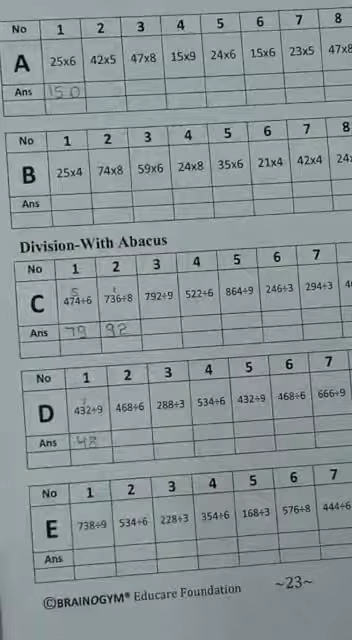 No 1 2 3 4 5 6 7 8
A 25x6 42x5 47x8 15x9 24x6 15x6 23x5 47x8
Ans 150
No 1 2 3 4 5 6 7 8
B 25x4 74x8 59x6 24x8 35x6 21x4 42x4 24x
Ans
Division-With Abacus
No 1 2 3 4 5 6 7
C 474÷6 736÷8 792÷9 522÷6 864÷9 246÷3 294÷3
Ans 79 92
No 1 2 3 4 5 6 7
D 432÷9 468÷6 288÷3 534÷6 432÷9 468÷6 666÷9
Ans 48
No 1 2 3 4 5 6 7
E 738÷9 534÷6 228÷3 354÷6 168÷3 576÷8 444÷6
Ans
©BRAINOGYM® Educare Foundation ~23~